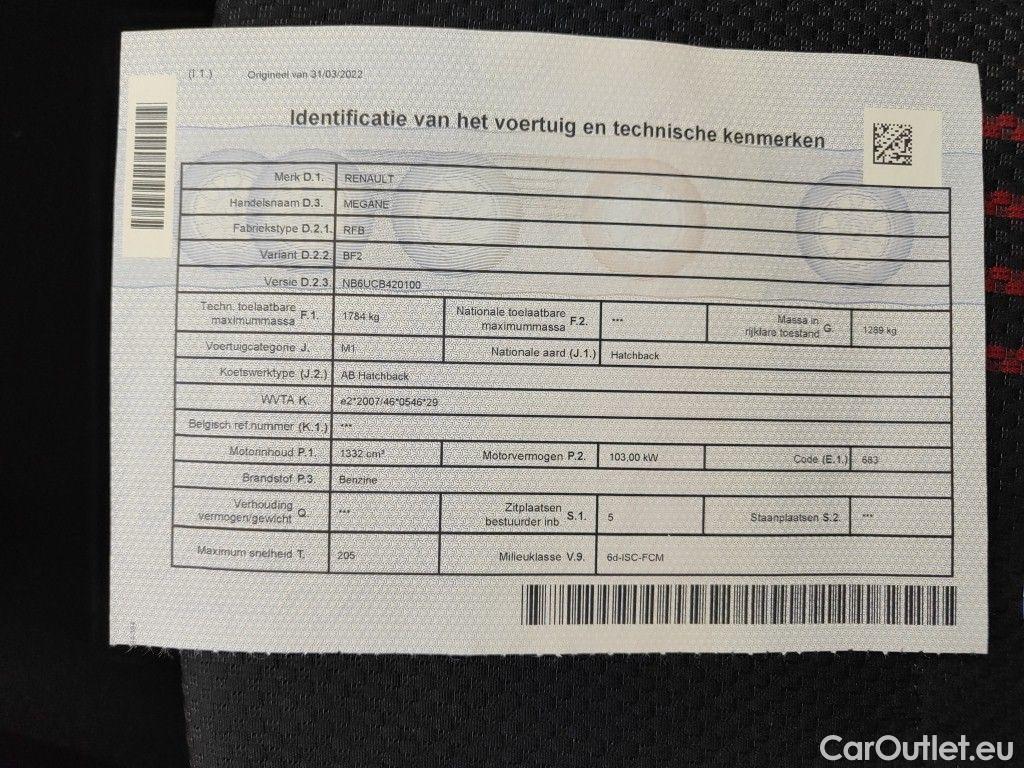 (I.1.) Origineel van 31/03/2022
Identificatie van het voertuig en technische kenmerken
Merk D.1. RENAULT
Handelsnaam D.3. MEGANE
Fabriekstype D.2.1. RFB
Variant D.2.2. BF2
Versie D.2.3. NB6UCB420100
Techn. toelaatbare maximummassa F.1. 1784 kg Nationale toelaatbare maximummassa F.2. *** Massa in rijklare toestand G. 1289 kg
Voertuigcategorie J. M1 Nationale aard (J.1.) Hatchback
Koetswerktype (J.2.) AB Hatchback
WVTA K. e2*2007/46*0546*29
Belgisch ref.nummer (K.1.) ***
Motorinhoud P.1. 1332 cm³ Motorvermogen P.2. 103,00 kW Code (E.1.) 683
Brandstof P.3. Benzine
Verhouding vermogen/gewicht Q. *** Zitplaatsen bestuurder inb S.1. 5 Staanplaatsen S.2. ***
Maximum snelheid T. 205 Milieuklasse V.9. 6d-ISC-FCM
CarOutlet.eu